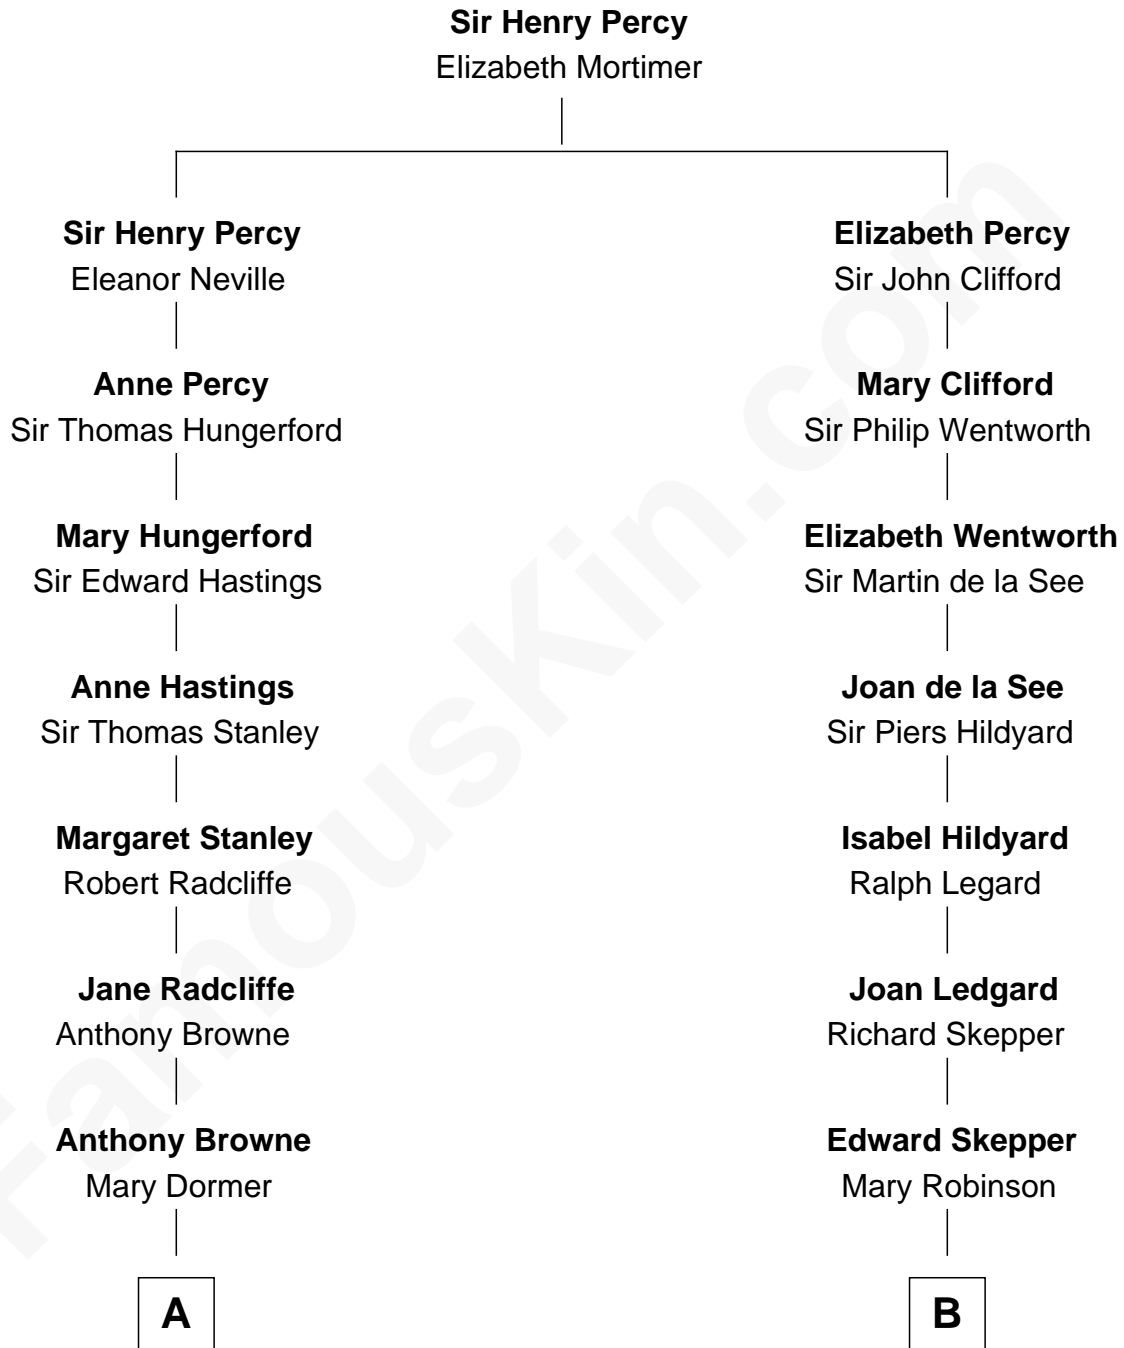 Sir Henry Percy
Elizabeth Mortimer
Sir Henry Percy
Eleanor Neville
Anne Percy
Sir Thomas Hungerford
Mary Hungerford
Sir Edward Hastings
Anne Hastings
Sir Thomas Stanley
Margaret Stanley
Robert Radcliffe
Jane Radcliffe
Anthony Browne
Anthony Browne
Mary Dormer
A
Elizabeth Percy
Sir John Clifford
Mary Clifford
Sir Philip Wentworth
Elizabeth Wentworth
Sir Martin de la See
Joan de la See
Sir Piers Hildyard
Isabel Hildyard
Ralph Legard
Joan Ledgard
Richard Skepper
Edward Skepper
Mary Robinson
B
FamousKin.com